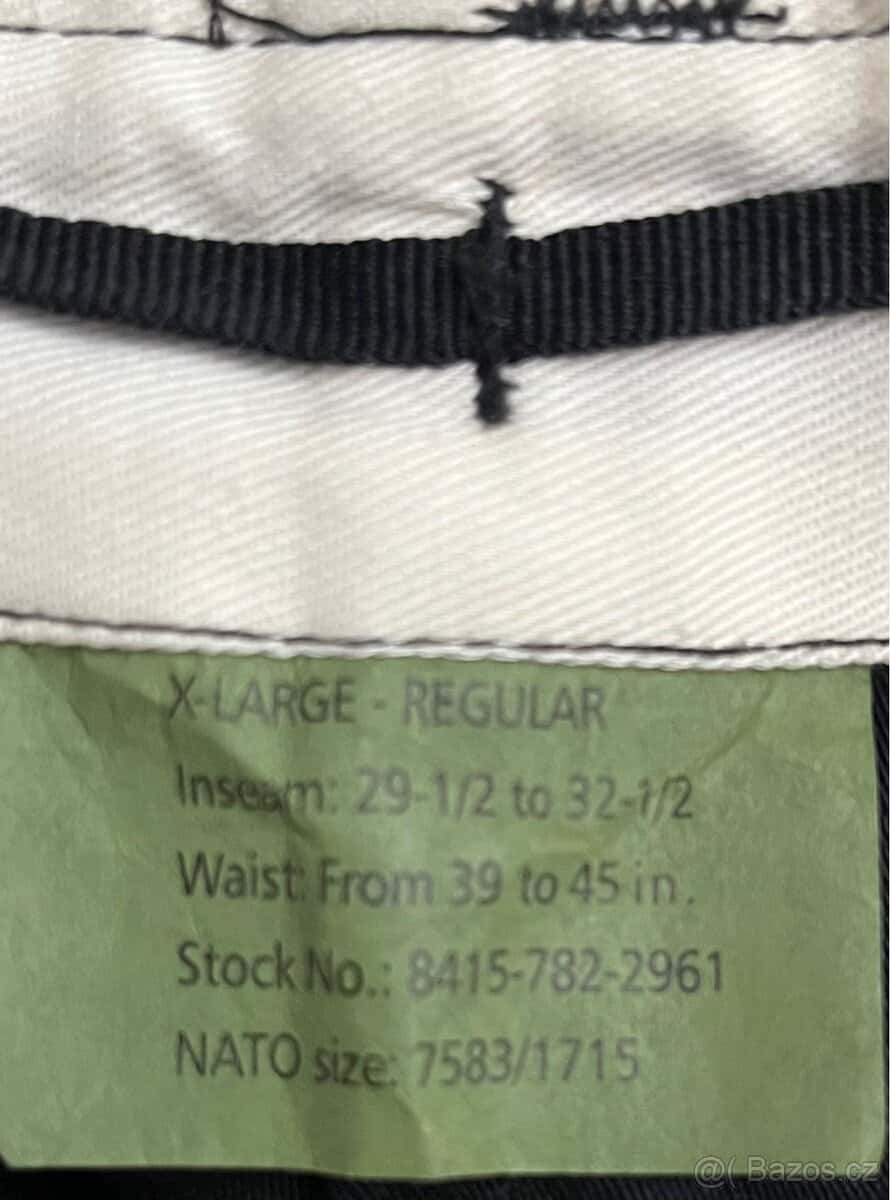 X-LARGE - REGULAR
Inseam: 29-1/2 to 32-1/2
Waist: From 39 to 45 in.
Stock No.: 8415-782-2961
NATO size: 7583/1715
@( Bazos.cz